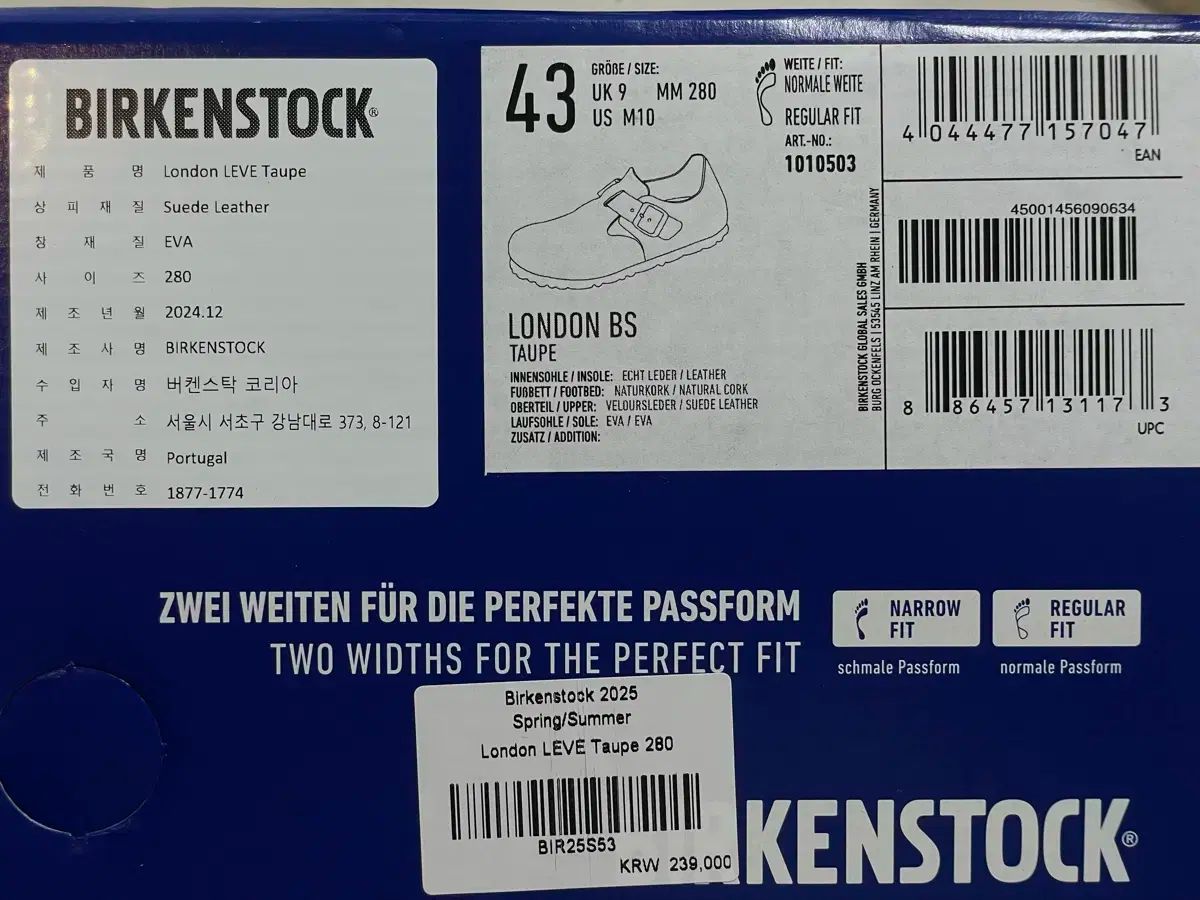 BIRKENSTOCK®
제 품 명 London LEVE Taupe
상 피 재 질 Suede Leather
창 재 질 EVA
사 이 즈 280
제 조 년 월 2024.12
제 조 사 명 BIRKENSTOCK
수 입 자 명 버켄스탁 코리아
주 소 서울시 서초구 강남대로 373, 8-121
제 조 국 명 Portugal
전 화 번 호 1877-1774
43
GRÖßE / SIZE:
UK 9 MM 280
US M10
WEITE / FIT:
NORMALE WEITE
REGULAR FIT
ART.-NO.:
1010503
LONDON BS
TAUPE
INNENSOHLE / INSOLE: ECHT LEDER / LEATHER
FUßBETT / FOOTBED: NATURKORK / NATURAL CORK
OBERTEIL / UPPER: VELOURSLEDER / SUEDE LEATHER
LAUFSOHLE / SOLE: EVA / EVA
ZUSATZ / ADDITION:
BIRKENSTOCK GLOBAL SALES GMBH
BURG OCKENFELS | 53545 LINZ AM RHEIN | GERMANY
4 044477 157047
EAN
45001456090634
8 86457 13117 3
UPC
ZWEI WEITEN FÜR DIE PERFEKTE PASSFORM
TWO WIDTHS FOR THE PERFECT FIT
NARROW
FIT
schmale Passform
REGULAR
FIT
normale Passform
Birkenstock 2025
Spring/Summer
London LEVE Taupe 280
BIR25S53
KRW 239,000
KENSTOCK®